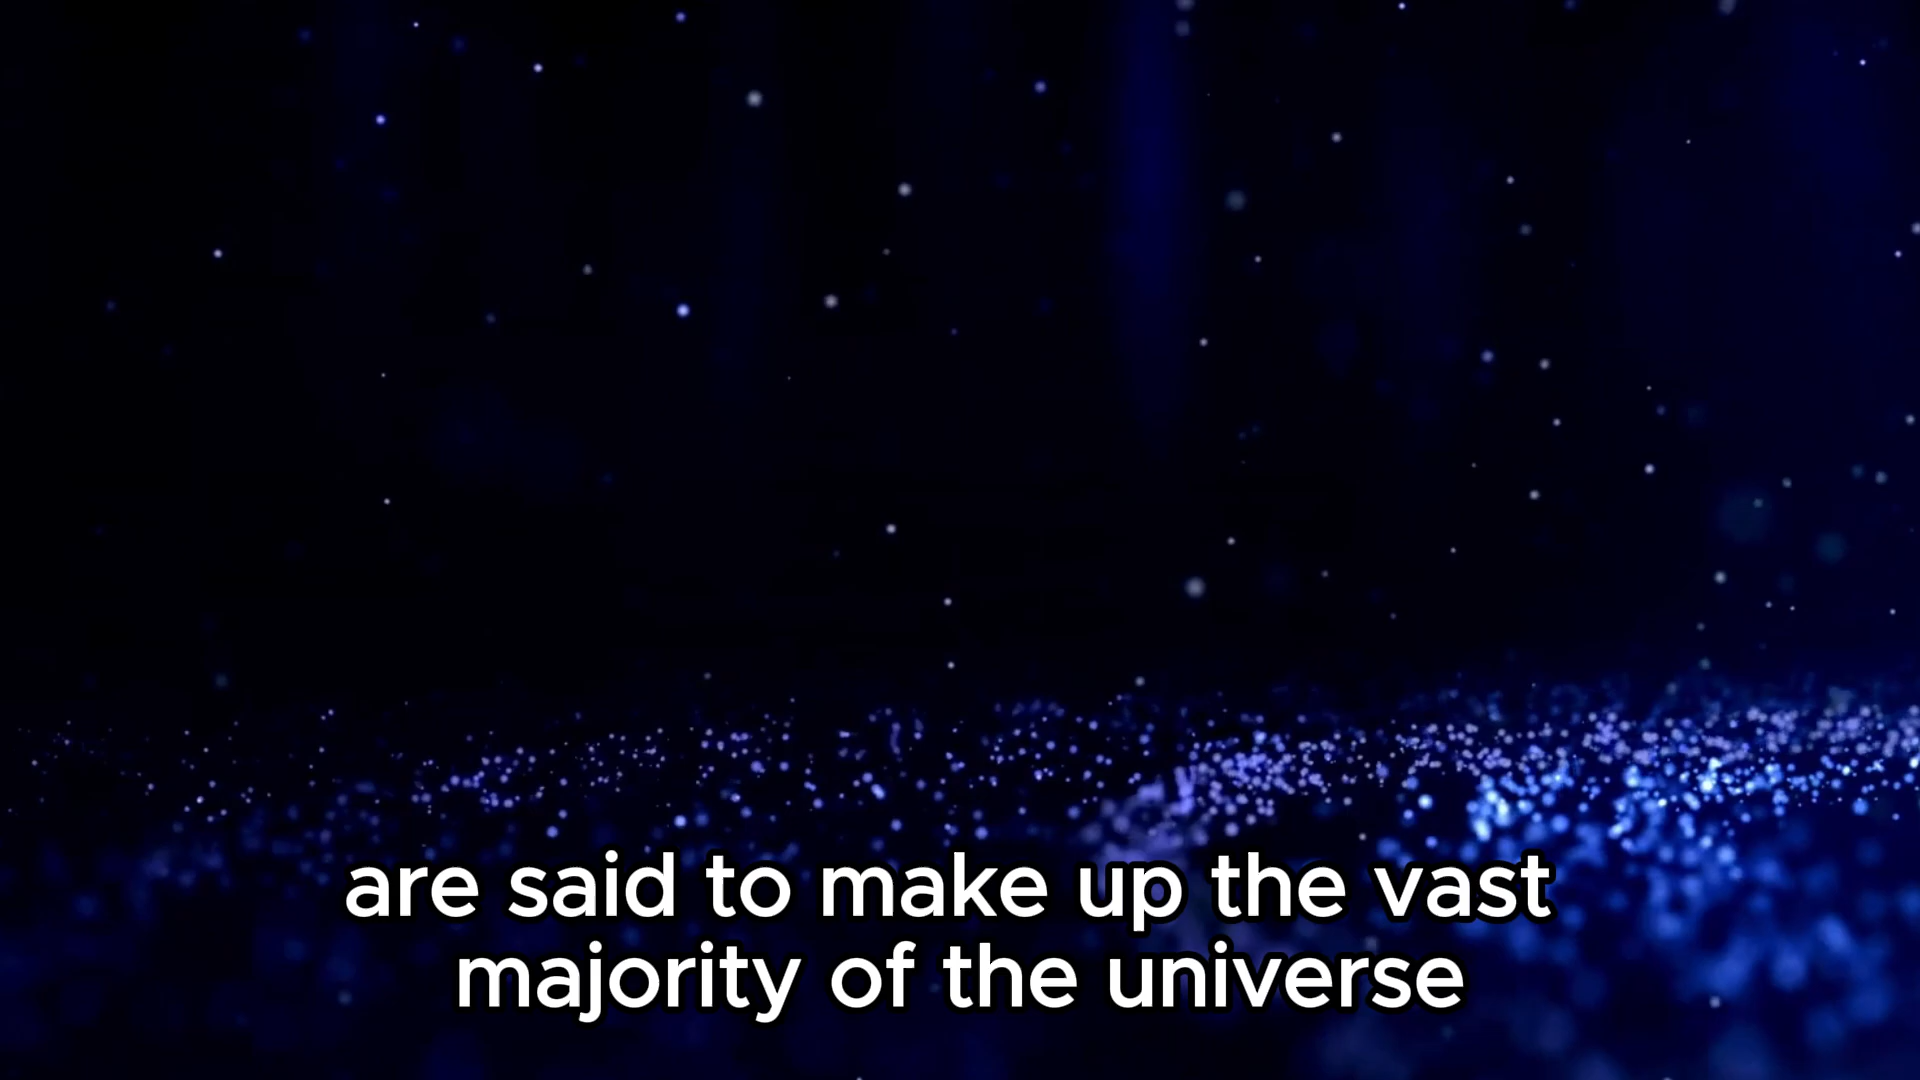 are said to make up the vast
majority of the universe